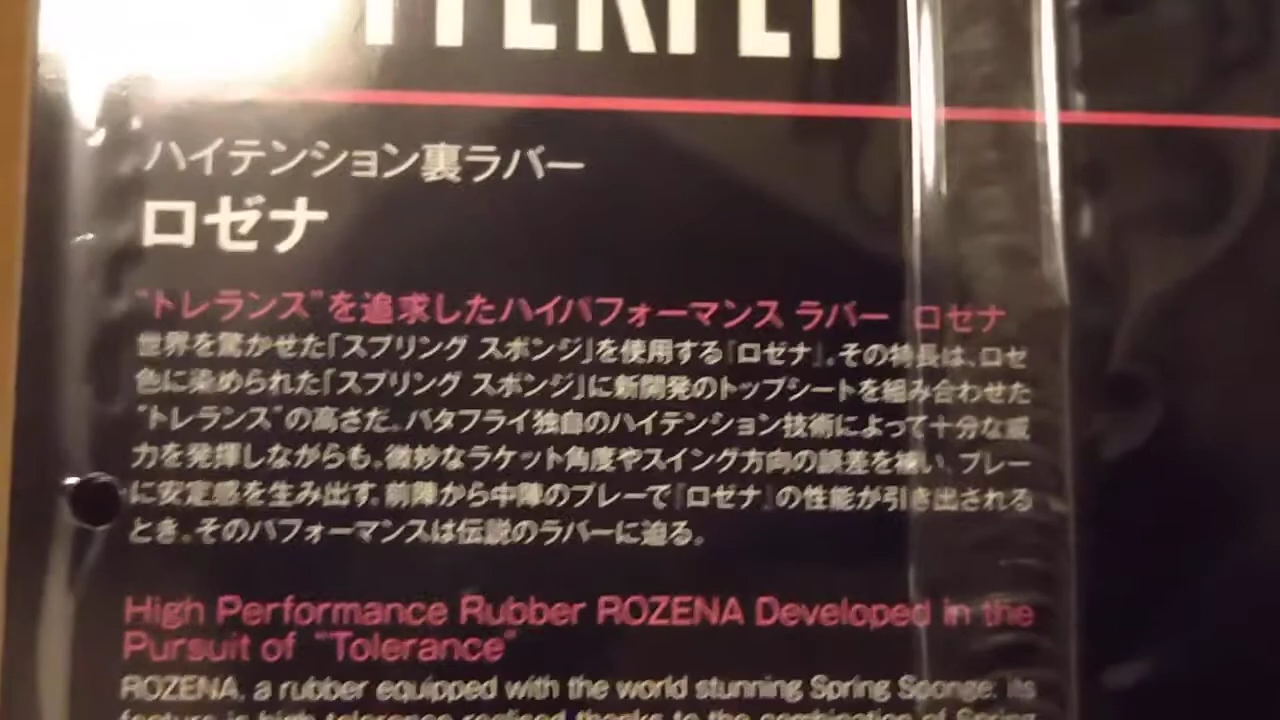 ハイテンション裏ラバー
ロゼナ
"トレランス"を追求したハイパフォーマンス ラバー 『ロゼナ』
世界を驚かせた「スプリング スポンジ」を使用する『ロゼナ』。その特長は、ロゼ
色に染められた「スプリング スポンジ」に新開発のトップシートを組み合わせた
"トレランス"の高さだ。バタフライ独自のハイテンション技術によって十分な威
力を発揮しながらも、微妙なラケット角度やスイング方向の誤差を補い、プレー
に安定感を生み出す。前陣から中陣のプレーで『ロゼナ』の性能が引き出される
とき、そのパフォーマンスは伝説のラバーに迫る。
High Performance Rubber ROZENA Developed in the
Pursuit of "Tolerance"
ROZENA, a rubber equipped with the world stunning Spring Sponge. Its
feature is high tolerance realised thanks to the combination of Spring